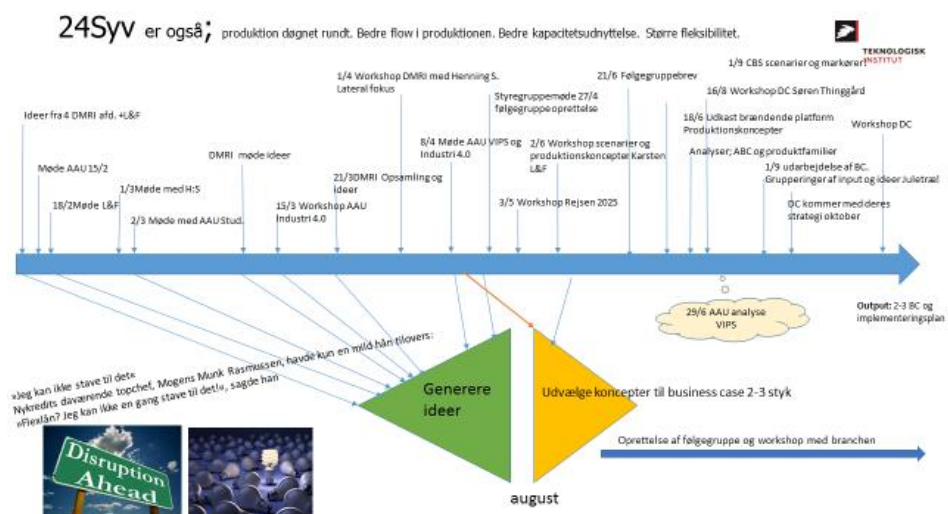 24Syv er også; produktion døgnet rundt. Bedre flow i produktionen. Bedre kapacitetsudnyttelse. Større fleksibilitet.
TEKNOLOGISK
INSTITUT
1/9 CBS scenarier og markører!
1/4 Workshop DMRI med Henning S.
Lateral fokus
21/6 Følgegruppebrev
Styregruppemøde 27/4
følgegruppe oprettelse
16/8 Workshop DC Søren Thinggård
Ideer fra 4 DMRI afd. +L&F
18/6 Udkast brændende platform
Produktionskoncepter
Workshop DC
8/4 Møde AAU VIPS og
Industri 4.0
2/6 Workshop scenarier og
produktionskoncepter Karsten
L&F
DMRI møde ideer
Analyser; ABC og produktfamilier
Møde AAU 15/2
1/9 udarbejdelse af BC.
Grupperinger af input og ideer Juletræ!
21/3DMRI Opsamling og
ideer
1/3Møde med H:S
18/2Møde L&F
15/3 Workshop AAU
Industri 4.0
3/5 Workshop Rejsen 2025
DC kommer med deres
strategi oktober
2/3 Møde med AAU Stud.
29/6 AAU analyse
VIPS
Output: 2-3 BC og
implementeringsplan
»Jeg kan ikke stave til det«
Nykredits daværende topchef, Mogens Munk Rasmussen, havde kun en mild hån tilovers:
»Flexlån? Jeg kan ikke en gang stave til det!«, sagde han
Generere
ideer
Udvælge koncepter til business case 2-3 styk
Oprettelse af følgegruppe og workshop med branchen
Disruption
Ahead
august